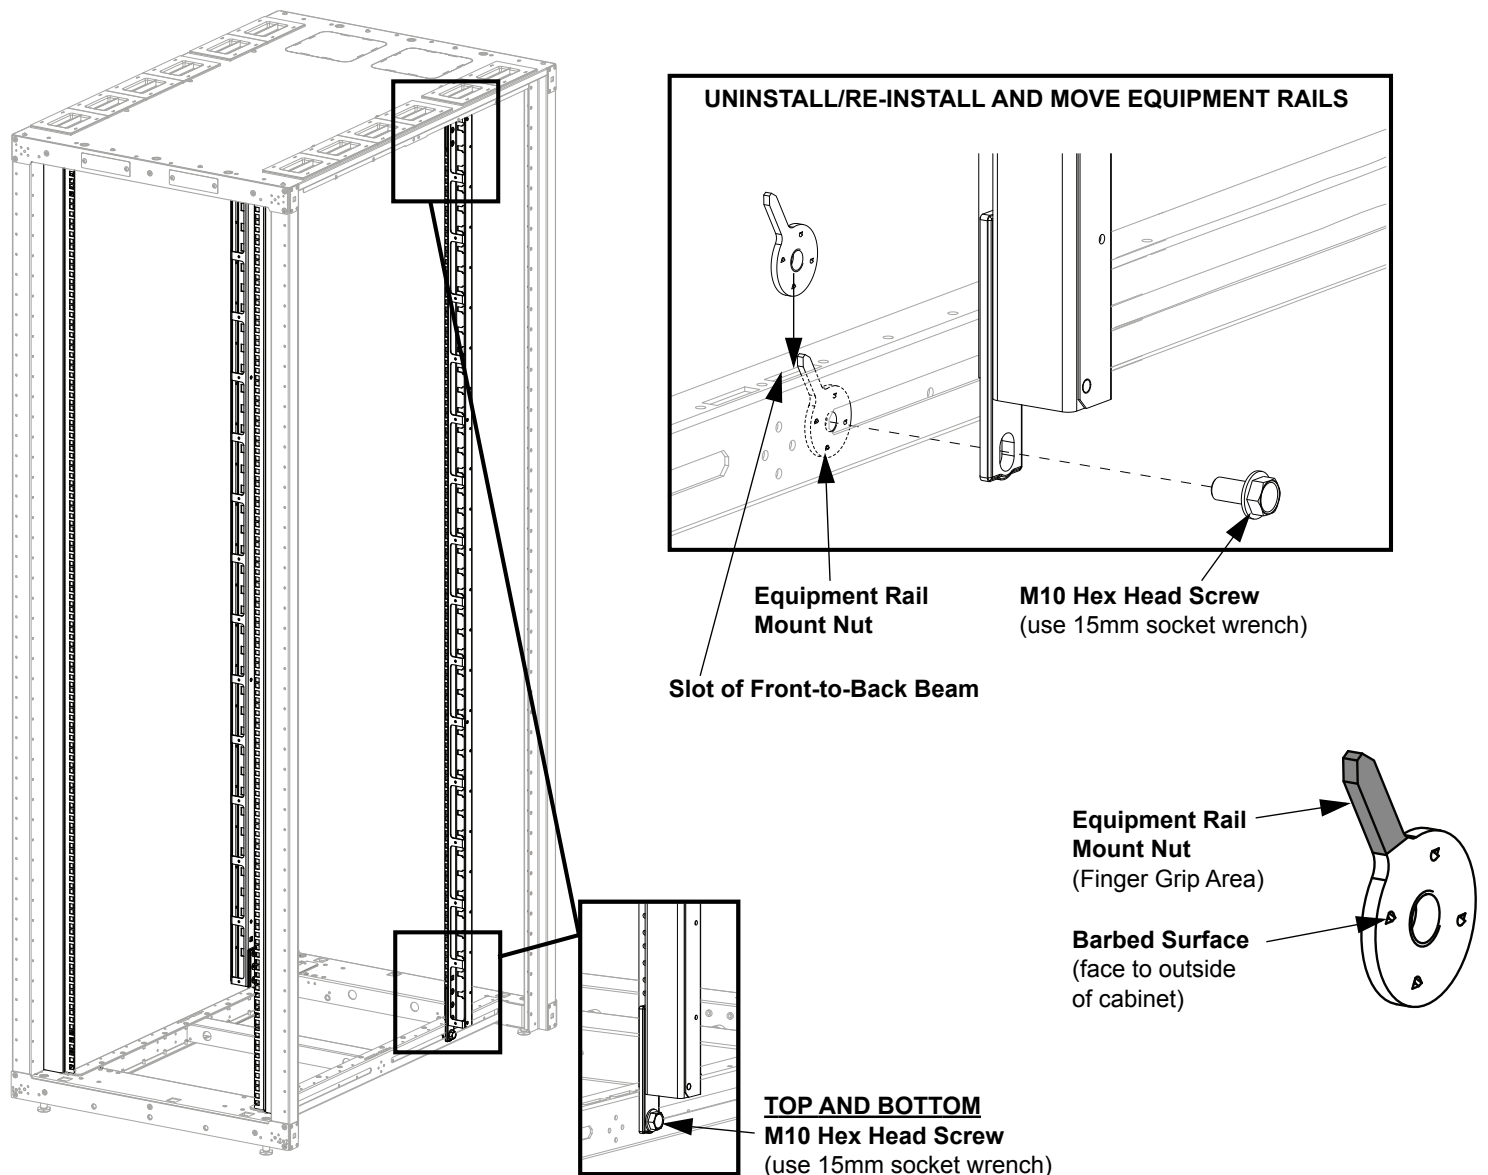 UNINSTALL/RE-INSTALL AND MOVE EQUIPMENT RAILS
Equipment Rail
Mount Nut
M10 Hex Head Screw
(use 15mm socket wrench)
Slot of Front-to-Back Beam
Equipment Rail
Mount Nut
(Finger Grip Area)
Barbed Surface
(face to outside
of cabinet)
TOP AND BOTTOM
M10 Hex Head Screw
(use 15mm socket wrench)